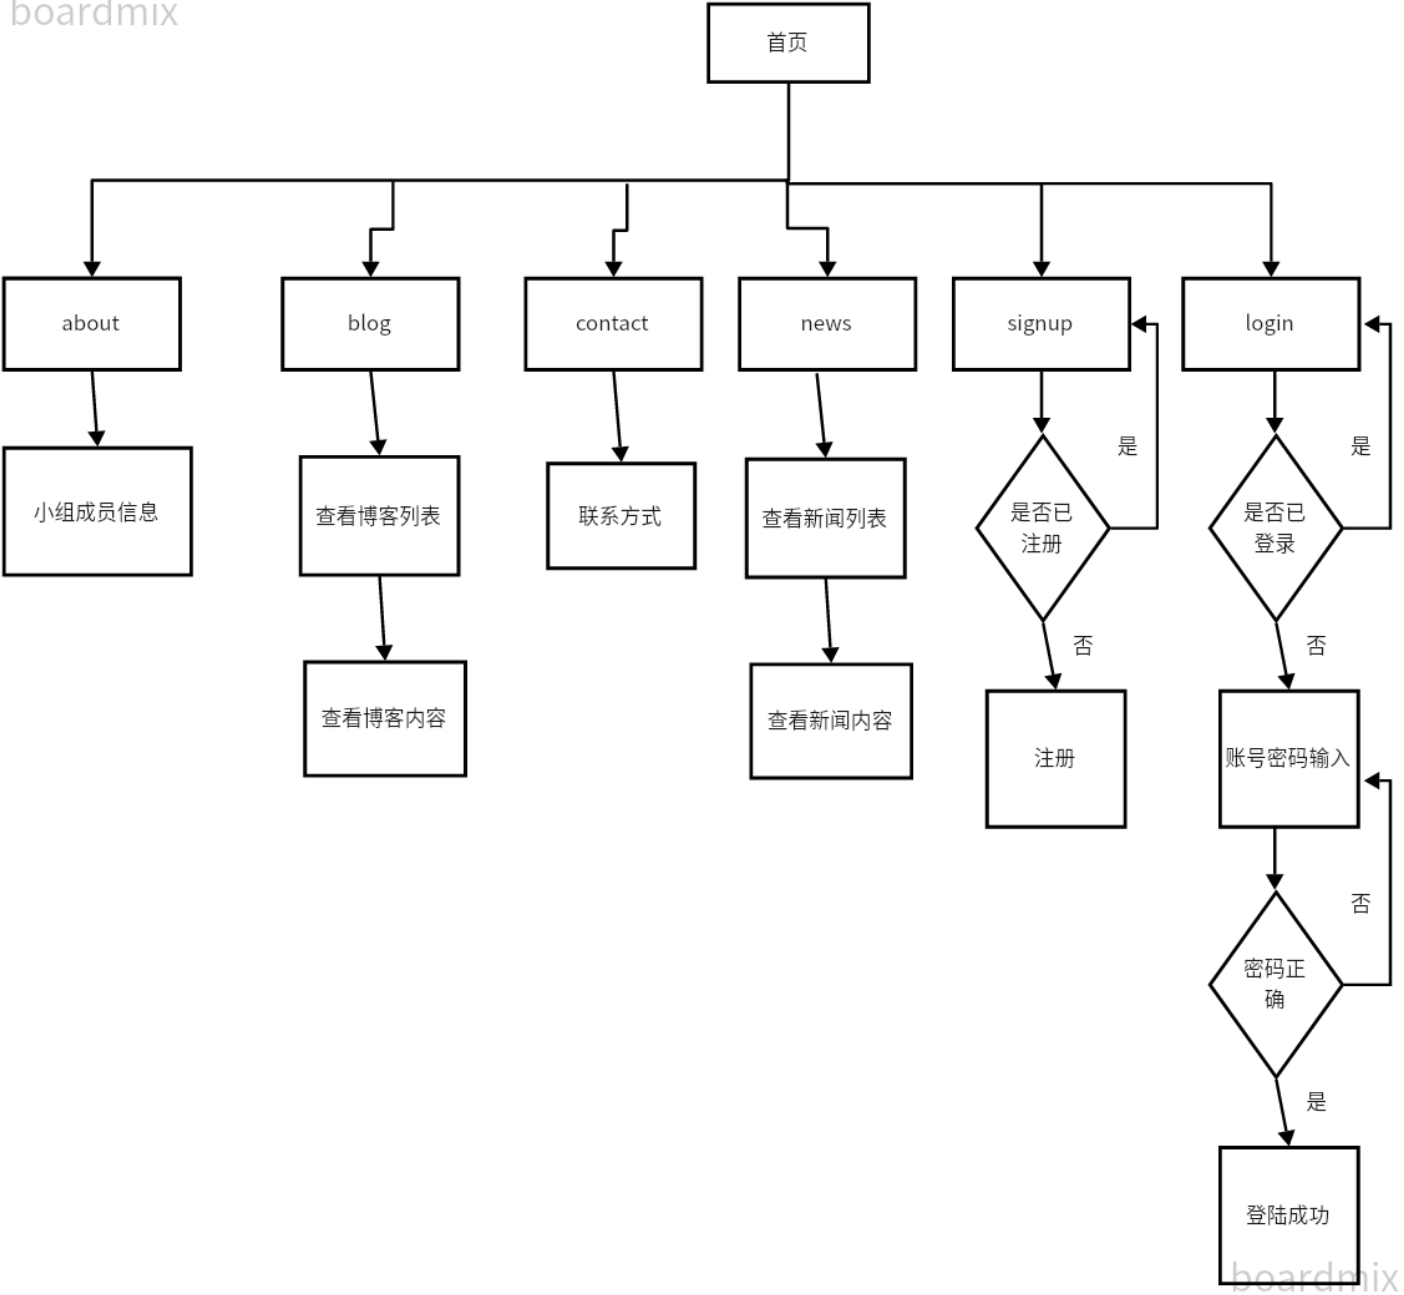 boardmix
首页
about
blog
contact
news
signup
login
是
是
小组成员信息
查看博客列表
联系方式
查看新闻列表
是否已
注册
是否已
登录
否
否
查看博客内容
查看新闻内容
注册
账号密码输入
否
密码正
确
是
登陆成功
boardmix